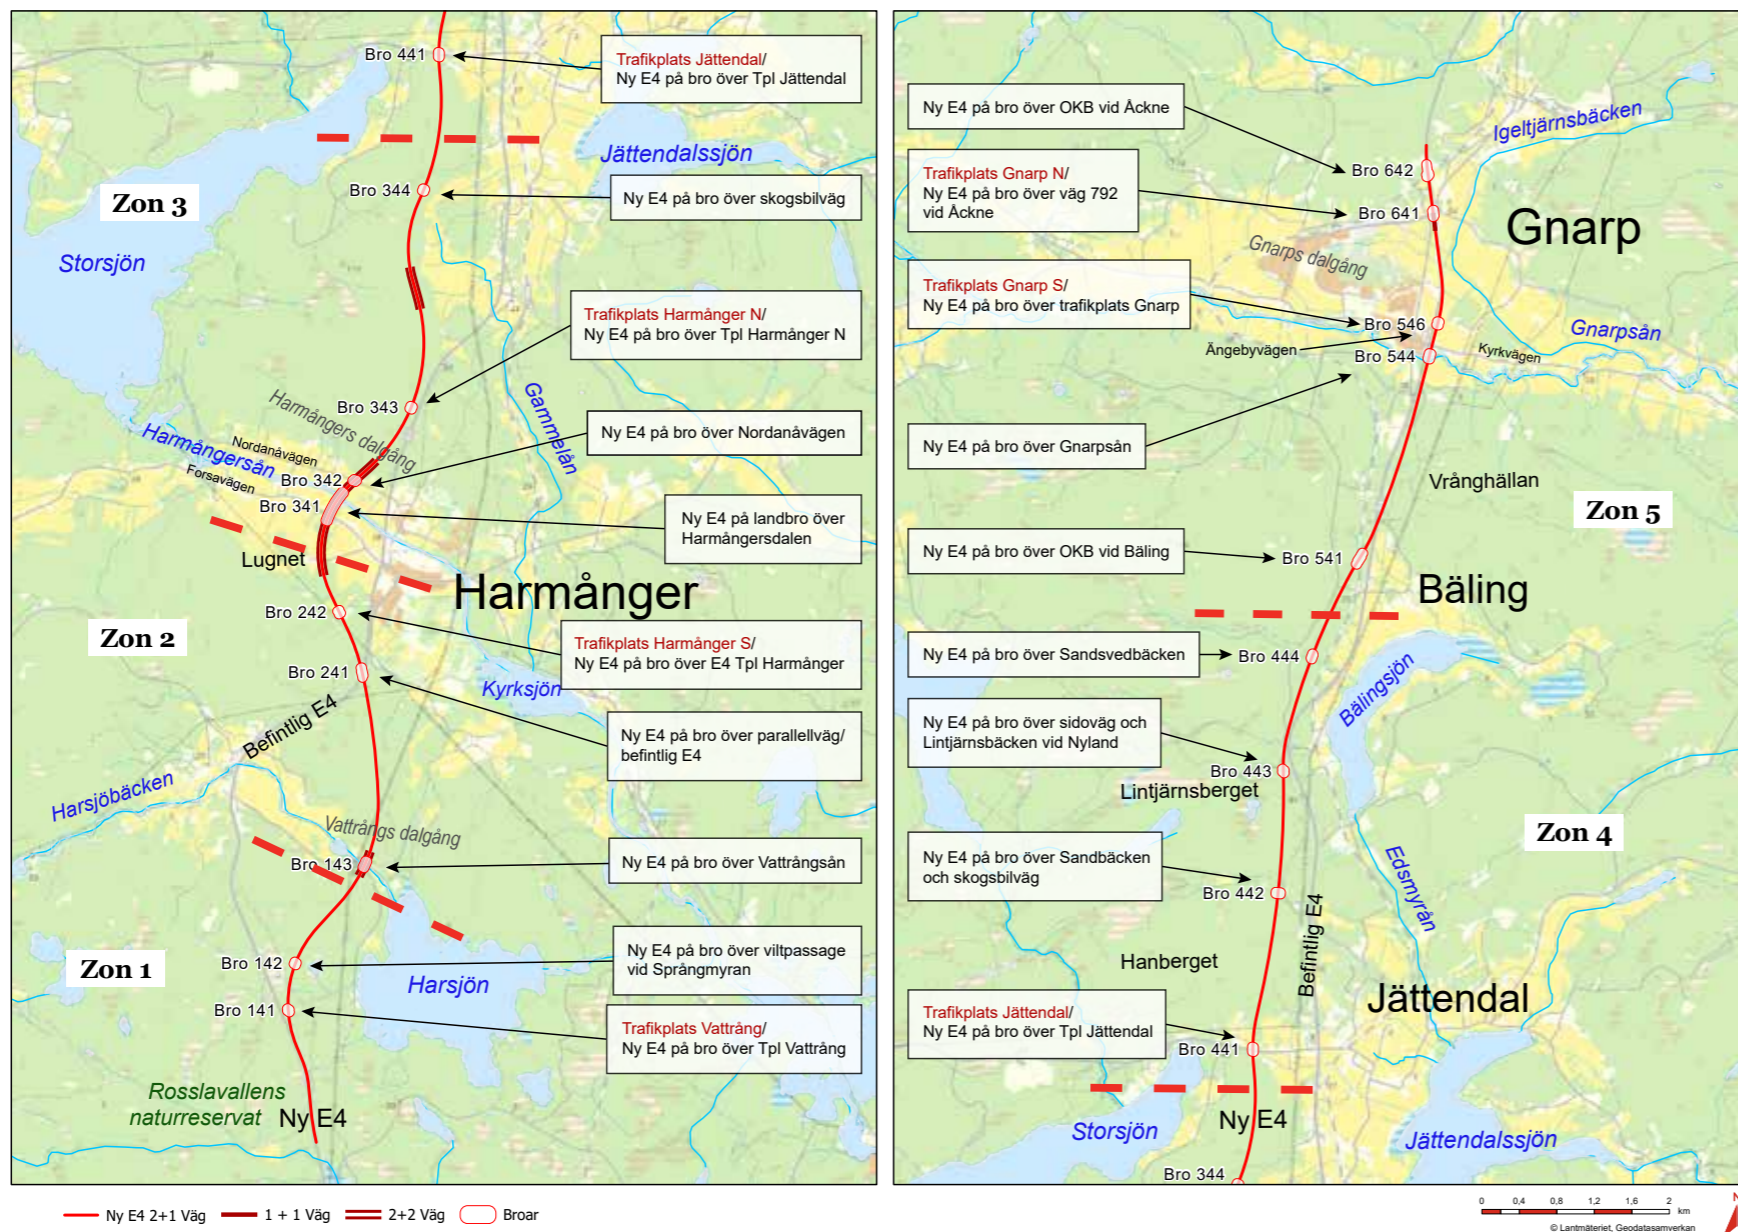 Bro 441
Trafikplats Jättendal/
Ny E4 på bro över Tpl Jättendal
Jättendalssjön
Bro 344
Ny E4 på bro över skogsbilväg
Zon 3
Storsjön
Trafikplats Harmånger N/
Ny E4 på bro över Tpl Harmånger N
Bro 343
Harmångers dalgång
Gammelån
Ny E4 på bro över Nordanåvägen
Nordanåvägen
Harmångersån
Forsavägen
Bro 342
Bro 341
Ny E4 på landbro över
Harmångersdalen
Lugnet
Harmånger
Bro 242
Zon 2
Trafikplats Harmånger S/
Ny E4 på bro över E4 Tpl Harmånger
Bro 241
Kyrksjön
Befintlig E4
Ny E4 på bro över parallellväg/
befintlig E4
Harsjöbäcken
Vattrångs dalgång
Bro 143
Ny E4 på bro över Vattrångsån
Zon 1
Bro 142
Ny E4 på bro över viltpassage
vid Språngmyran
Harsjön
Bro 141
Trafikplats Vattrång/
Ny E4 på bro över Tpl Vattrång
Rosslavallens
naturreservat
Ny E4
Ny E4 på bro över OKB vid Åckne
Igeltjärnsbäcken
Bro 642
Trafikplats Gnarp N/
Ny E4 på bro över väg 792
vid Åckne
Bro 641
Gnarp
Gnarps dalgång
Trafikplats Gnarp S/
Ny E4 på bro över trafikplats Gnarp
Bro 546
Gnarpsån
Ängebyvägen
Kyrkvägen
Bro 544
Ny E4 på bro över Gnarpsån
Vrånghällan
Zon 5
Ny E4 på bro över OKB vid Bäling
Bro 541
Bäling
Ny E4 på bro över Sandsvedbäcken
Bro 444
Bälingsjön
Ny E4 på bro över sidoväg och
Lintjärnsbäcken vid Nyland
Bro 443
Lintjärnsberget
Zon 4
Ny E4 på bro över Sandbäcken
och skogsbilväg
Edsmyrån
Bro 442
Befintlig E4
Hanberget
Jättendal
Trafikplats Jättendal/
Ny E4 på bro över Tpl Jättendal
Bro 441
Storsjön
Ny E4
Jättendalssjön
Bro 344
Ny E4 2+1 Väg
1 + 1 Väg
2+2 Väg
Broar
0 0,4 0,8 1,2 1,6 2
km
N
© Lantmäteriet, Geodatasamverkan